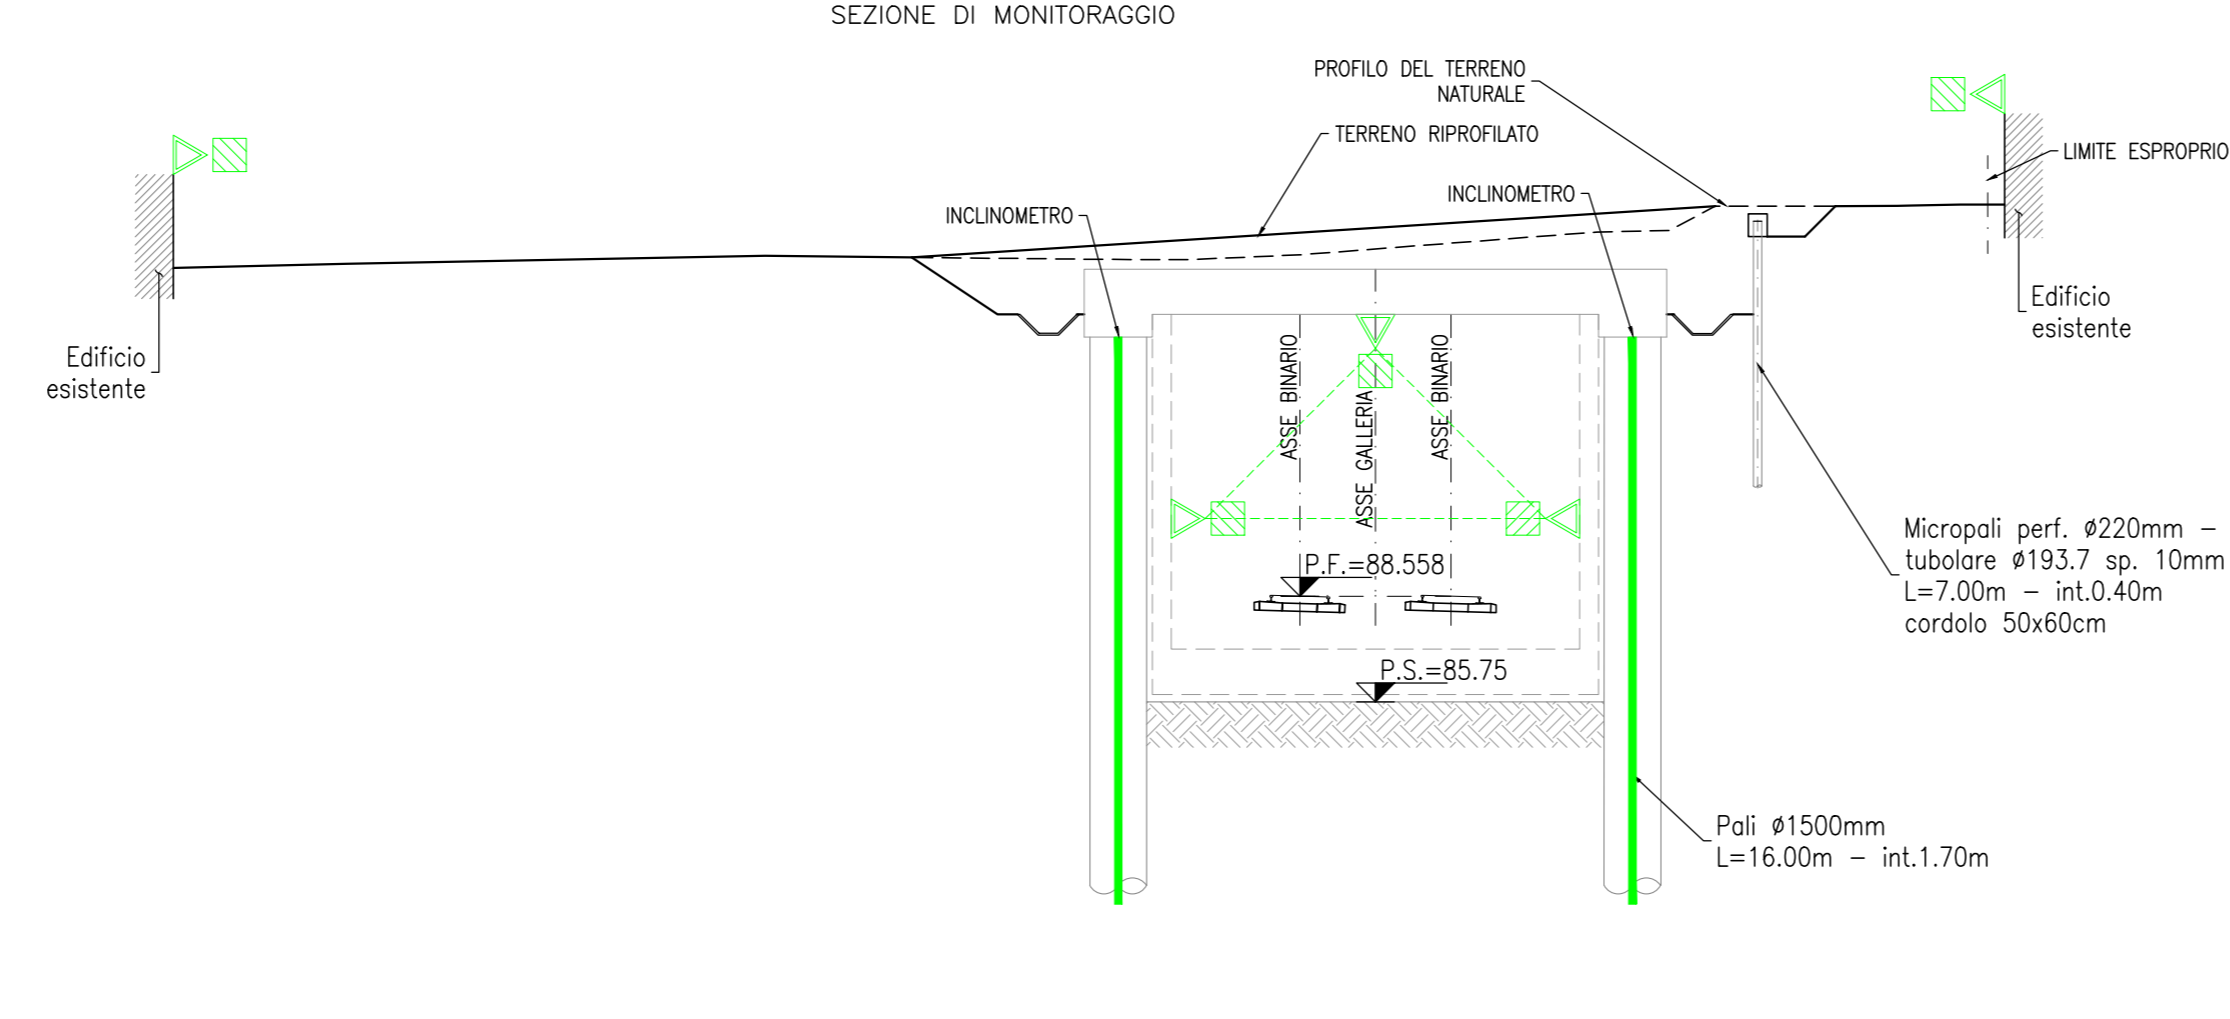 SEZIONE DI MONITORAGGIO
PROFILO DEL TERRENO
NATURALE
TERRENO RIPROFILATO
LIMITE ESPROPRIO
INCLINOMETRO
INCLINOMETRO
Edificio
esistente
Edificio
esistente
ASSE BINARIO
ASSE GALLERIA
ASSE BINARIO
P.F.=88.558
Micropali perf. ø220mm –
tubolare ø193.7 sp. 10mm
L=7.00m – int.0.40m
cordolo 50x60cm
P.S.=85.75
Pali ø1500mm
L=16.00m – int.1.70m